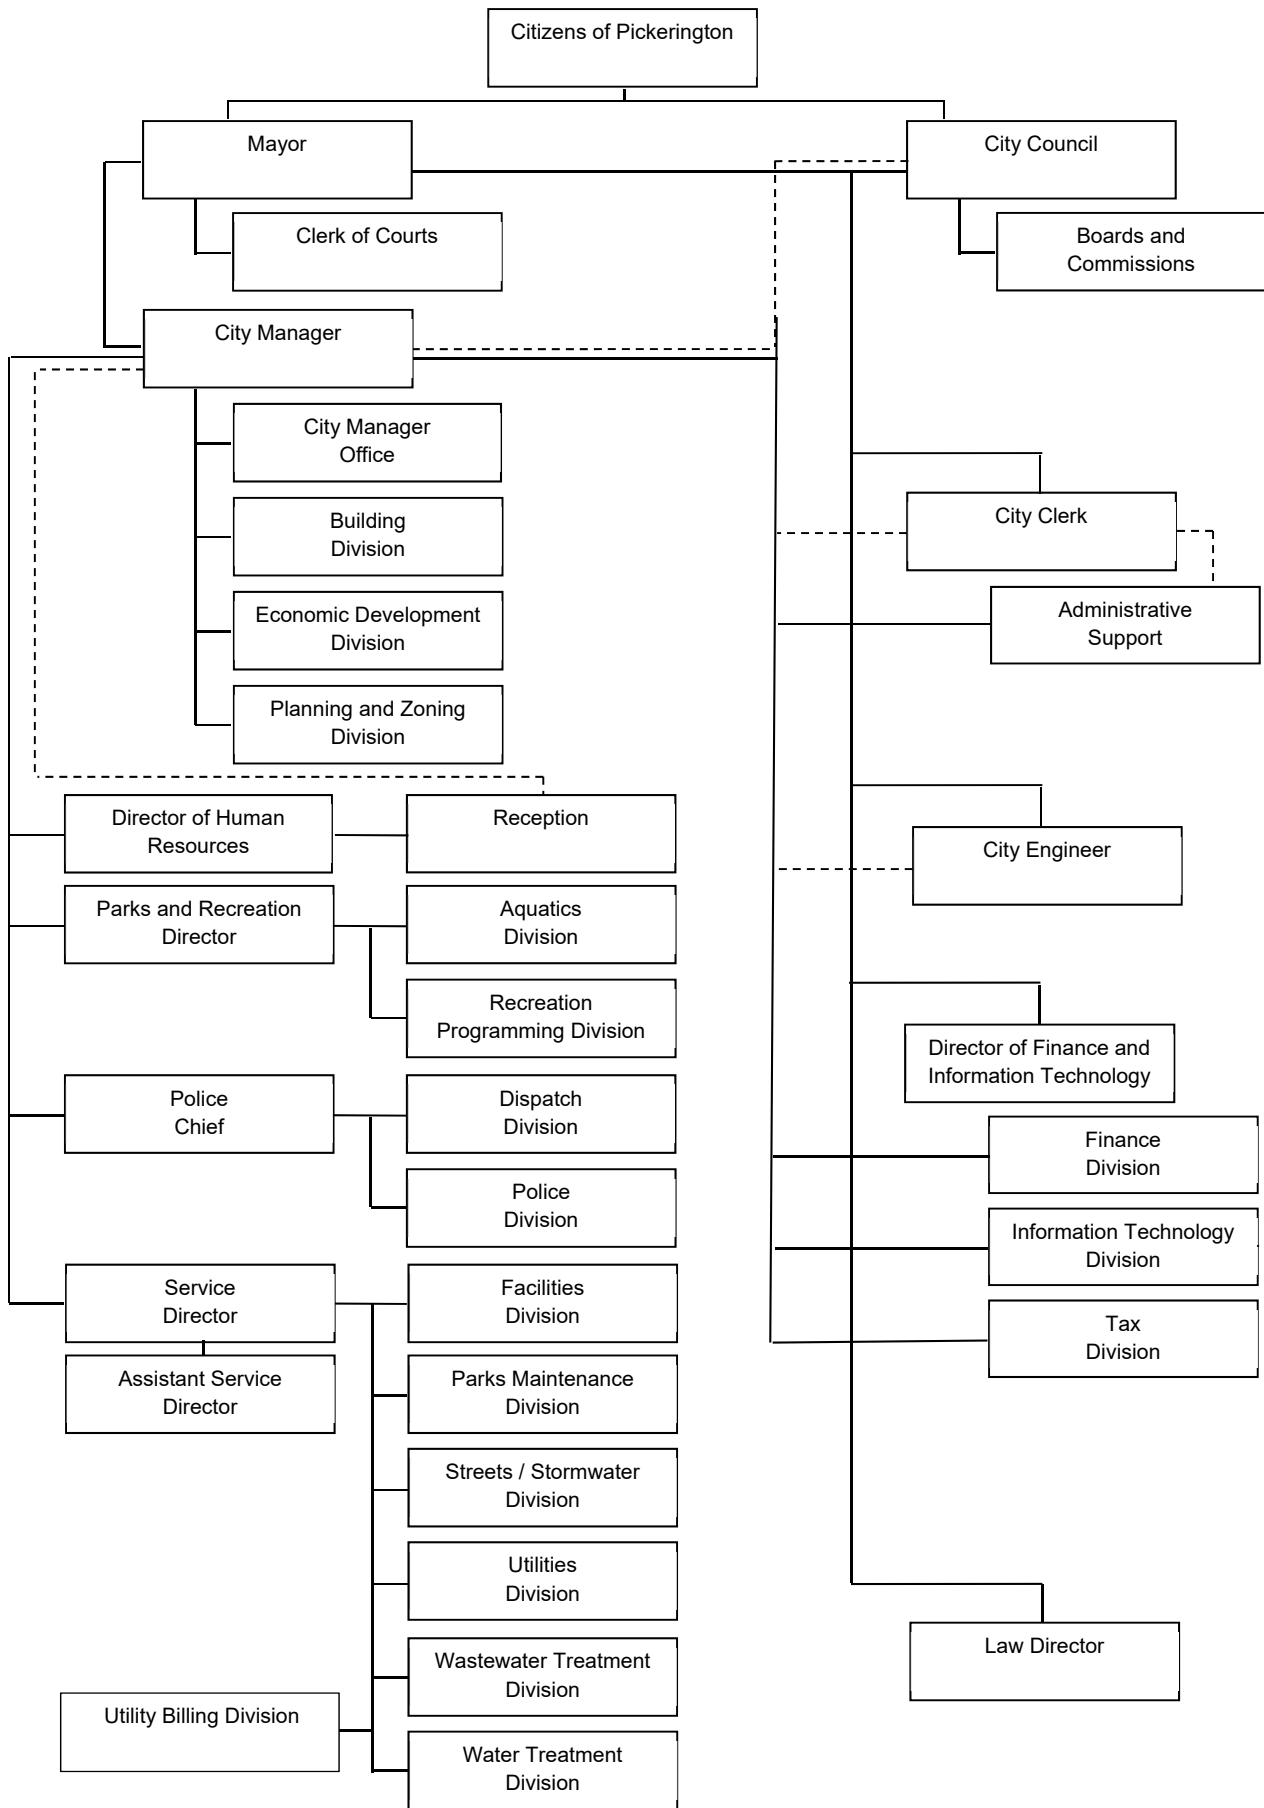 Citizens of Pickerington
Mayor
City Council
Clerk of Courts
Boards and
Commissions
City Manager
City Manager
Office
Building
Division
Economic Development
Division
Planning and Zoning
Division
City Clerk
Administrative
Support
Director of Human
Resources
Reception
Parks and Recreation
Director
Aquatics
Division
Recreation
Programming Division
Police
Chief
Dispatch
Division
Police
Division
Service
Director
Assistant Service
Director
Facilities
Division
Parks Maintenance
Division
Streets / Stormwater
Division
Utilities
Division
Wastewater Treatment
Division
Utility Billing Division
Water Treatment
Division
City Engineer
Director of Finance and
Information Technology
Finance
Division
Information Technology
Division
Tax
Division
Law Director